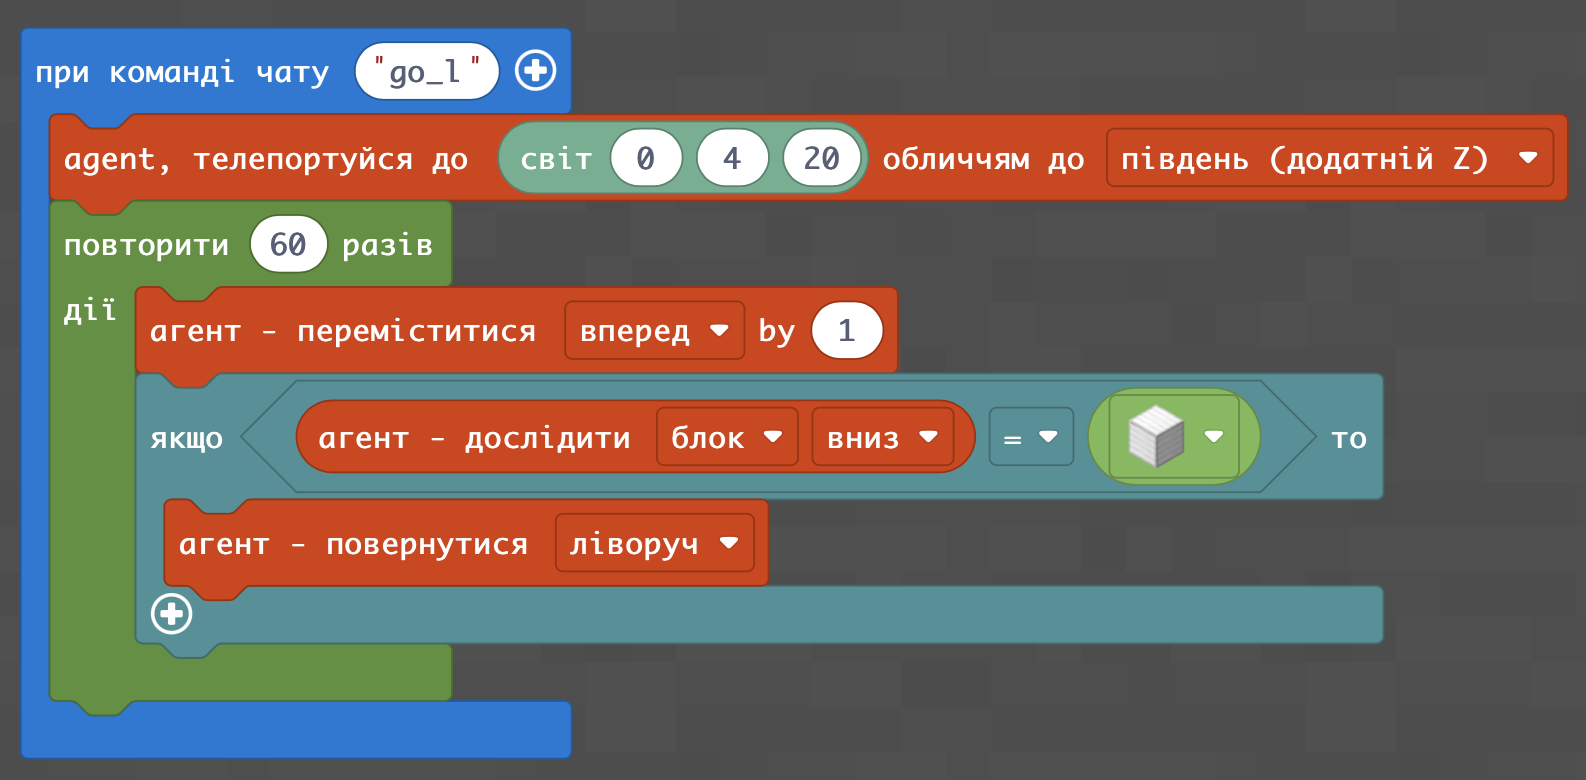 при команді чату "go_l"
agent, телепортуйся до світ 0 4 20 обличчям до південь (додатній Z)
повторити 60 разів
дії
агент - переміститися вперед by 1
якщо агент - дослідити блок вниз = то
агент - повернутися ліворуч